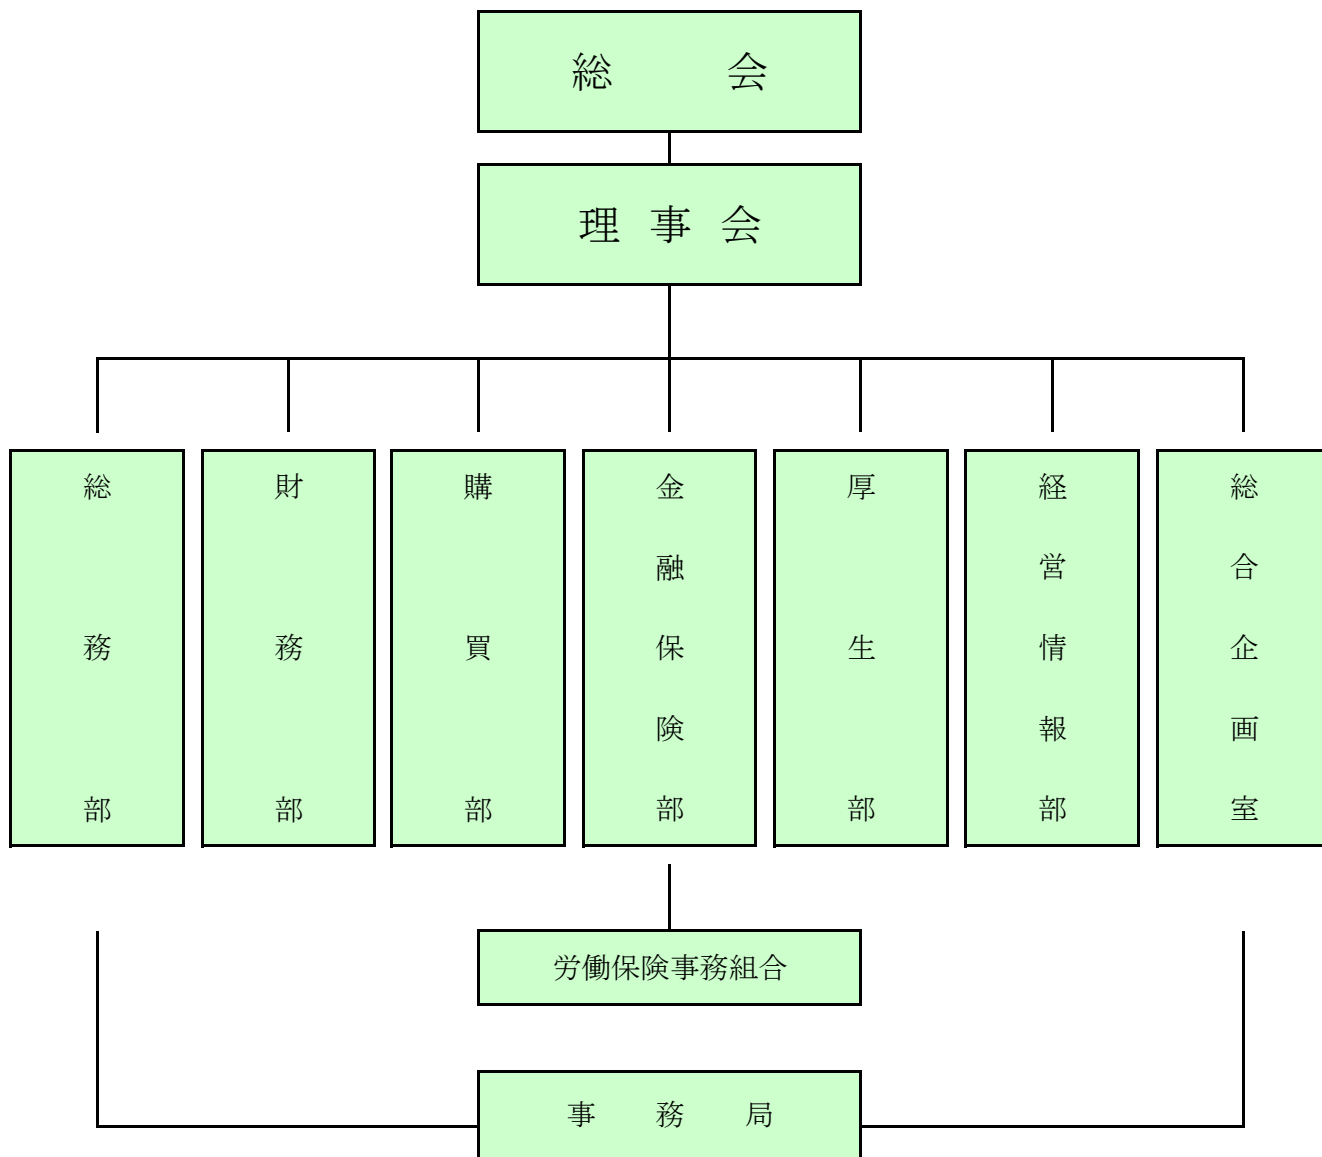 総会
理事会
総務部
財務部
購買部
金融保険部
厚生部
経営情報部
総合企画室
労働保険事務組合
事務局